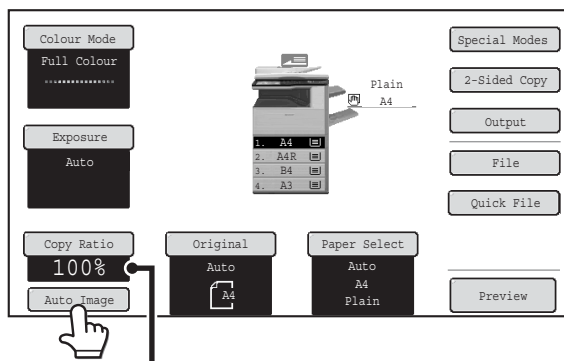 Colour Mode
Full Colour
Exposure
Auto
Copy Ratio
100%
Auto Image
Original
Auto
A4
Paper Select
Auto
A4
Plain
Plain
A4
1. A4
2. A4R
3. B4
4. A3
Special Modes
2-Sided Copy
Output
File
Quick File
Preview